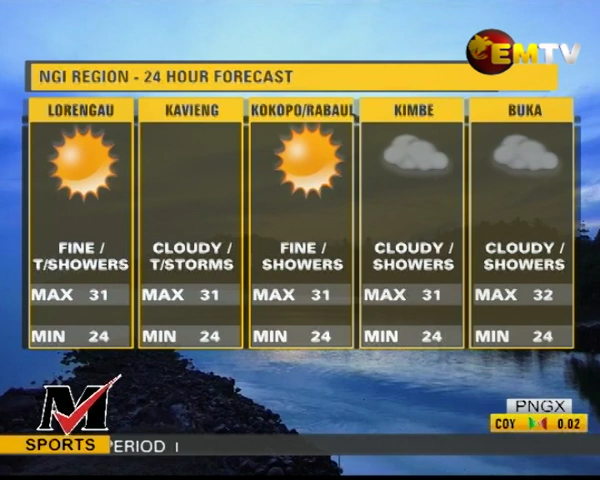 EMTV
NGI REGION - 24 HOUR FORECAST
LORENGAU KAVIENG KOKOPO/RABAUL KIMBE BUKA
FINE / CLOUDY / FINE / CLOUDY / CLOUDY /
T/SHOWERS T/STORMS SHOWERS SHOWERS SHOWERS
MAX 31 MAX 31 MAX 31 MAX 31 MAX 32
MIN 24 MIN 24 MIN 24 MIN 24 MIN 24
M
PNGX
COY 0.02
SPORTS PERIOD